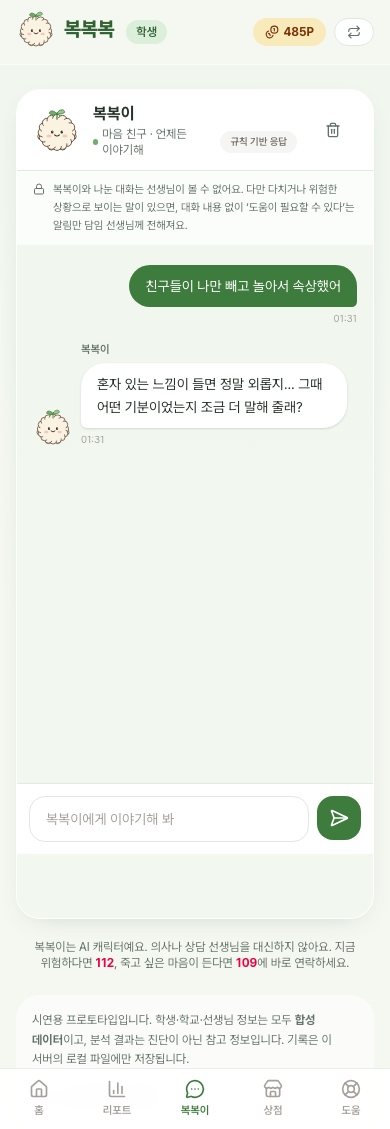 복복복 학생 485P
복복이
마음 친구 · 언제든
이야기해
규칙 기반 응답
복복이와 나눈 대화는 선생님이 볼 수 없어요. 다만 다치거나 위험한
상황으로 보이는 말이 있으면, 대화 내용 없이 '도움이 필요할 수 있다'는
알림만 담임 선생님께 전해져요.
친구들이 나만 빼고 놀아서 속상했어
01:31
복복이
혼자 있는 느낌이 들면 정말 외롭지… 그때
어떤 기분이었는지 조금 더 말해 줄래?
01:31
복복이에게 이야기해 봐
복복이는 AI 캐릭터예요. 의사나 상담 선생님을 대신하지 않아요. 지금
위험하다면 112, 죽고 싶은 마음이 든다면 109에 바로 연락하세요.
시연용 프로토타입입니다. 학생·학교·선생님 정보는 모두 합성
데이터이고, 분석 결과는 진단이 아닌 참고 정보입니다. 기록은 이
서버의 로컬 파일에만 저장됩니다.
홈 리포트 복복이 상점 도움